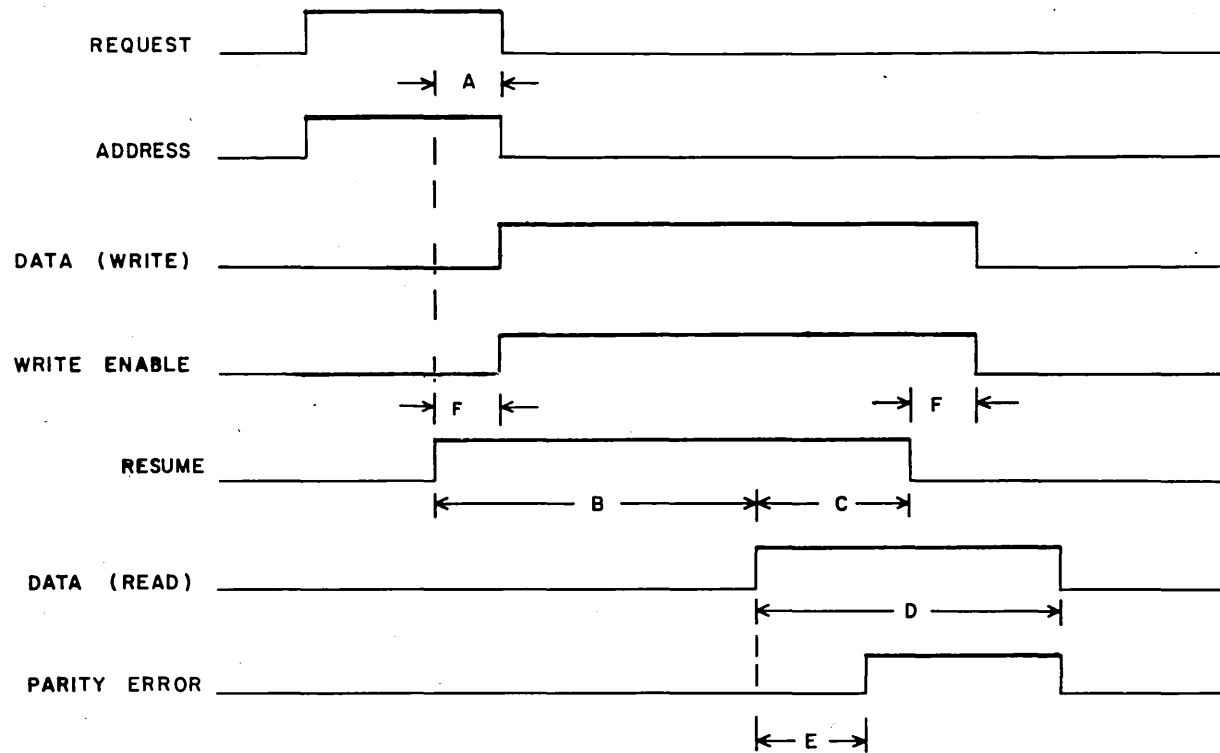 REQUEST
A
ADDRESS
DATA (WRITE)
WRITE ENABLE
F F
RESUME
B C
DATA (READ)
D
PARITY ERROR
E